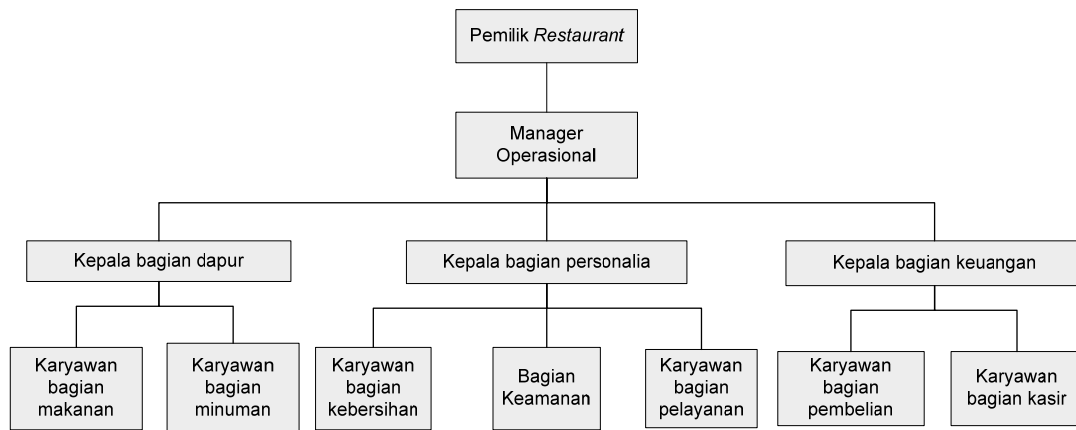 Pemilik Restaurant
Manager
Operasional
Kepala bagian dapur
Kepala bagian personalia
Kepala bagian keuangan
Karyawan
bagian
makanan
Karyawan
bagian
minuman
Karyawan
bagian
kebersihan
Bagian
Keamanan
Karyawan
bagian
pelayanan
Karyawan
bagian
pembelian
Karyawan
bagian kasir